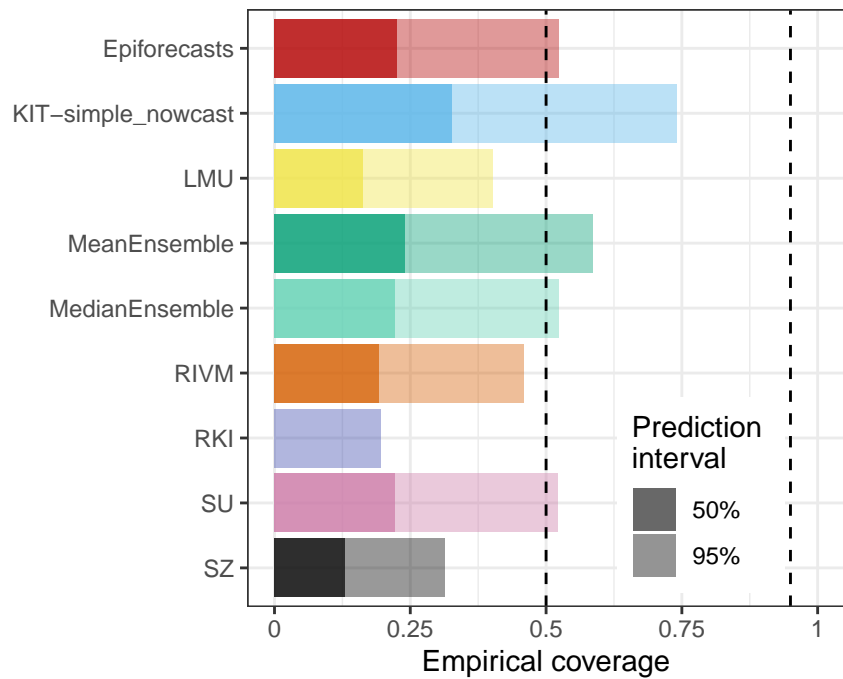 Epiforecasts
KIT−simple_nowcast
LMU
MeanEnsemble
MedianEnsemble
RIVM
RKI
SU
SZ
Prediction
interval
50%
95%
0 0.25 0.5 0.75 1
Empirical coverage